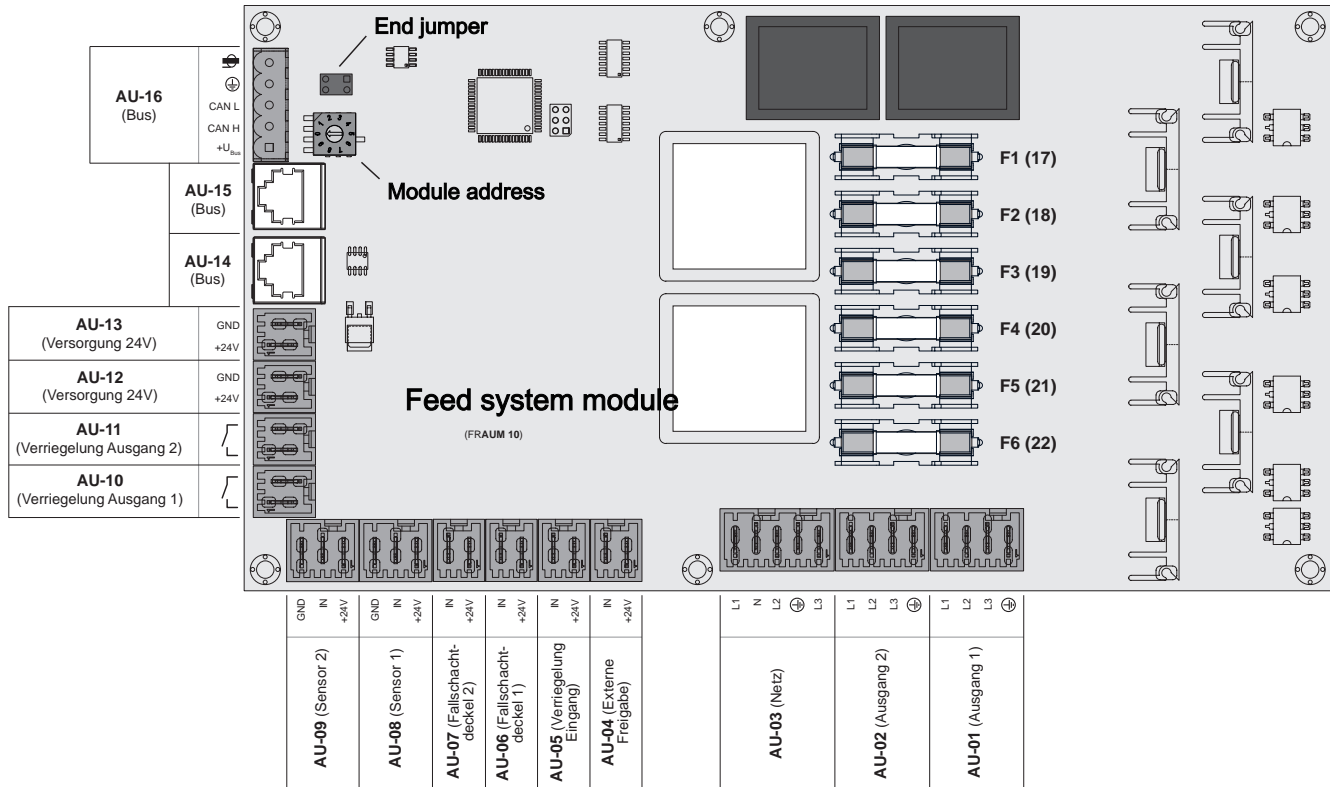 End jumper
AU-16
(Bus)
CAN L
CAN H
+U Bus
Module address
AU-15
(Bus)
AU-14
(Bus)
AU-13
(Versorgung 24V)
GND
+24V
AU-12
(Versorgung 24V)
GND
+24V
AU-11
(Verriegelung Ausgang 2)
AU-10
(Verriegelung Ausgang 1)
Feed system module
(FRAUM 10)
F1 (17)
F2 (18)
F3 (19)
F4 (20)
F5 (21)
F6 (22)
GND
IN
+24V
AU-09 (Sensor 2)
GND
IN
+24V
AU-08 (Sensor 1)
IN
+24V
AU-07 (Fallschacht-
deckel 2)
IN
+24V
AU-06 (Fallschacht-
deckel 1)
IN
+24V
AU-05 (Verriegelung
Eingang)
IN
+24V
AU-04 (Externe
Freigabe)
L1
N
L2
L3
AU-03 (Netz)
L1
L2
L3
AU-02 (Ausgang 2)
L1
L2
L3
AU-01 (Ausgang 1)